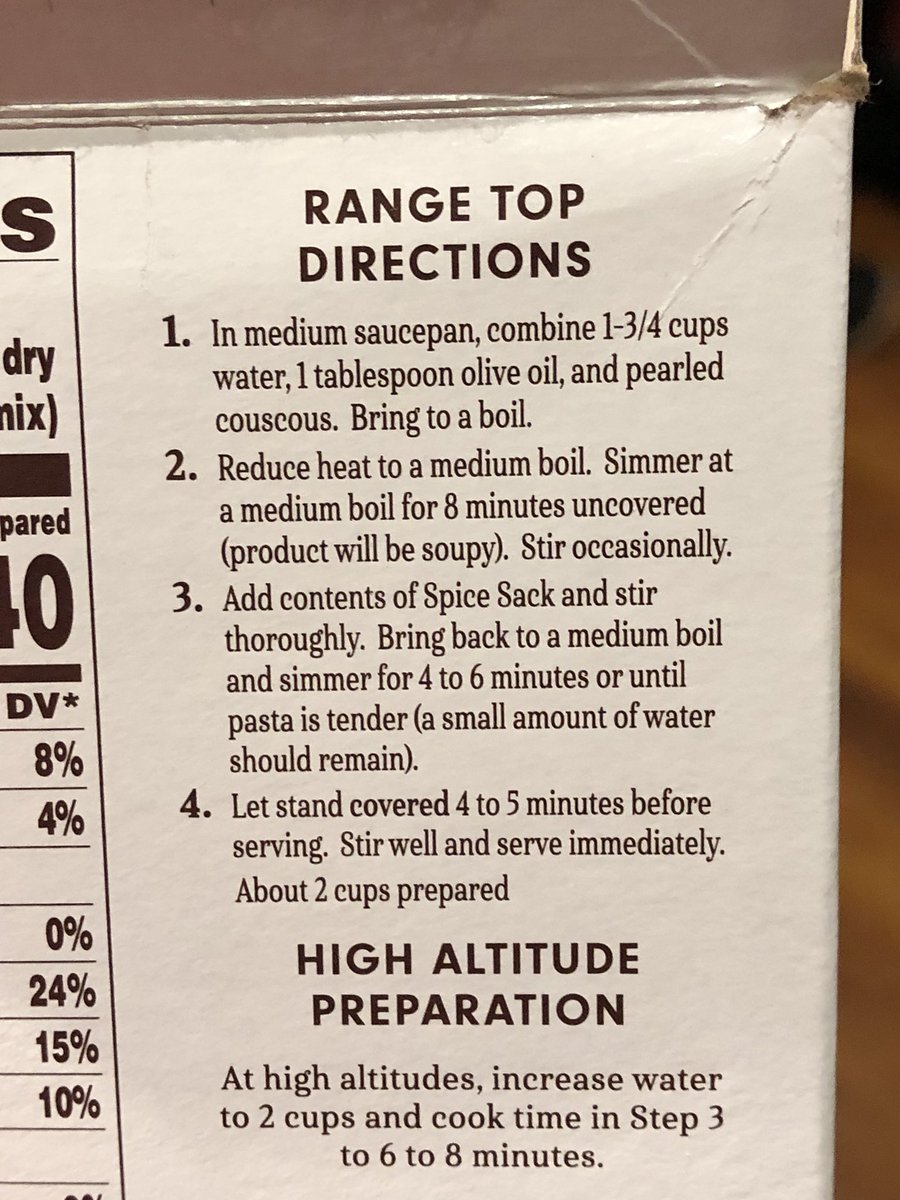 s
dry
mix)
pared
40
DV*
8%
4%
0%
24%
15%
10%
RANGE TOP
DIRECTIONS
1. In medium saucepan, combine 1-3/4 cups
water, 1 tablespoon olive oil, and pearled
couscous. Bring to a boil.
2. Reduce heat to a medium boil. Simmer at
a medium boil for 8 minutes uncovered
(product will be soupy). Stir occasionally.
3. Add contents of Spice Sack and stir
thoroughly. Bring back to a medium boil
and simmer for 4 to 6 minutes or until
pasta is tender (a small amount of water
should remain).
4. Let stand covered 4 to 5 minutes before
serving. Stir well and serve immediately.
About 2 cups prepared
HIGH ALTITUDE
PREPARATION
At high altitudes, increase water
to 2 cups and cook time in Step 3
to 6 to 8 minutes.